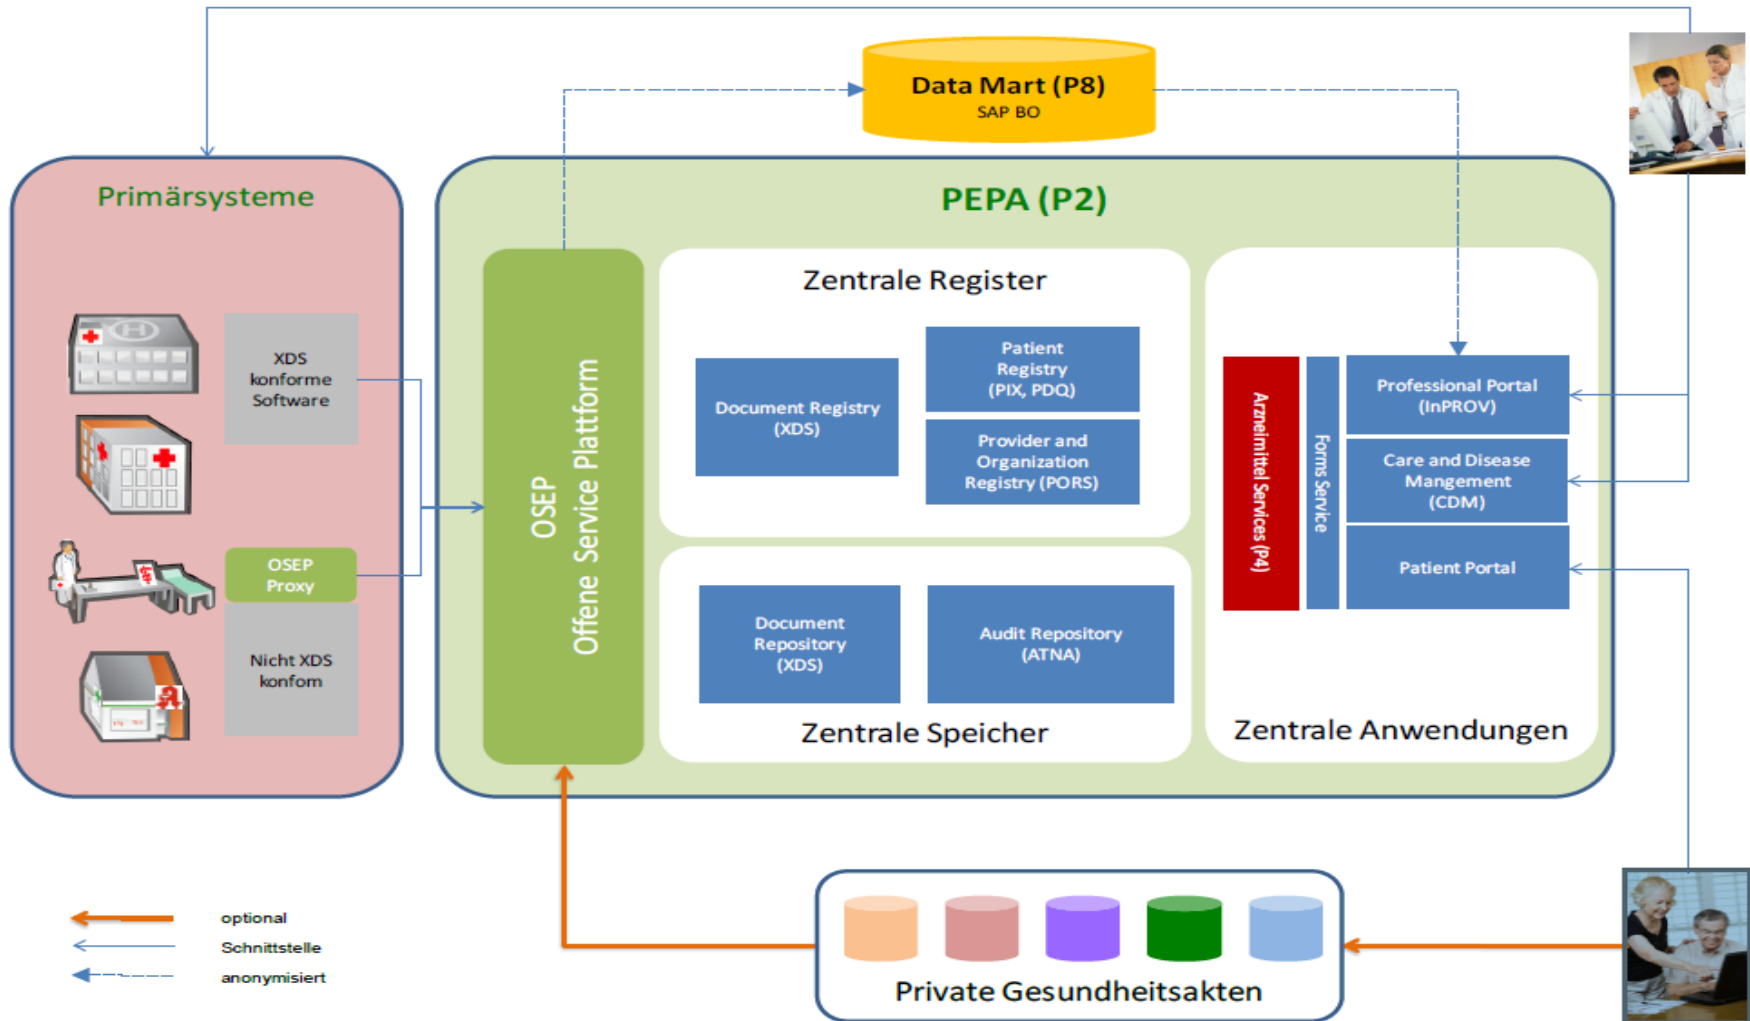 Data Mart (P8)
SAP BO
Primärsysteme
XDS
konforme
Software
OSEP
Proxy
Nicht XDS
konfom
PEPA (P2)
OSEP
Offene Service Plattform
Zentrale Register
Document Registry
(XDS)
Patient
Registry
(PIX, PDQ)
Provider and
Organization
Registry (PORS)
Document
Repository
(XDS)
Audit Repository
(ATNA)
Zentrale Speicher
Arzneimittel Services (P4)
Forms Service
Professional Portal
(InPROV)
Care and Disease
Mangement
(CDM)
Patient Portal
Zentrale Anwendungen
optional
Schnittstelle
anonymisiert
Private Gesundheitsakten